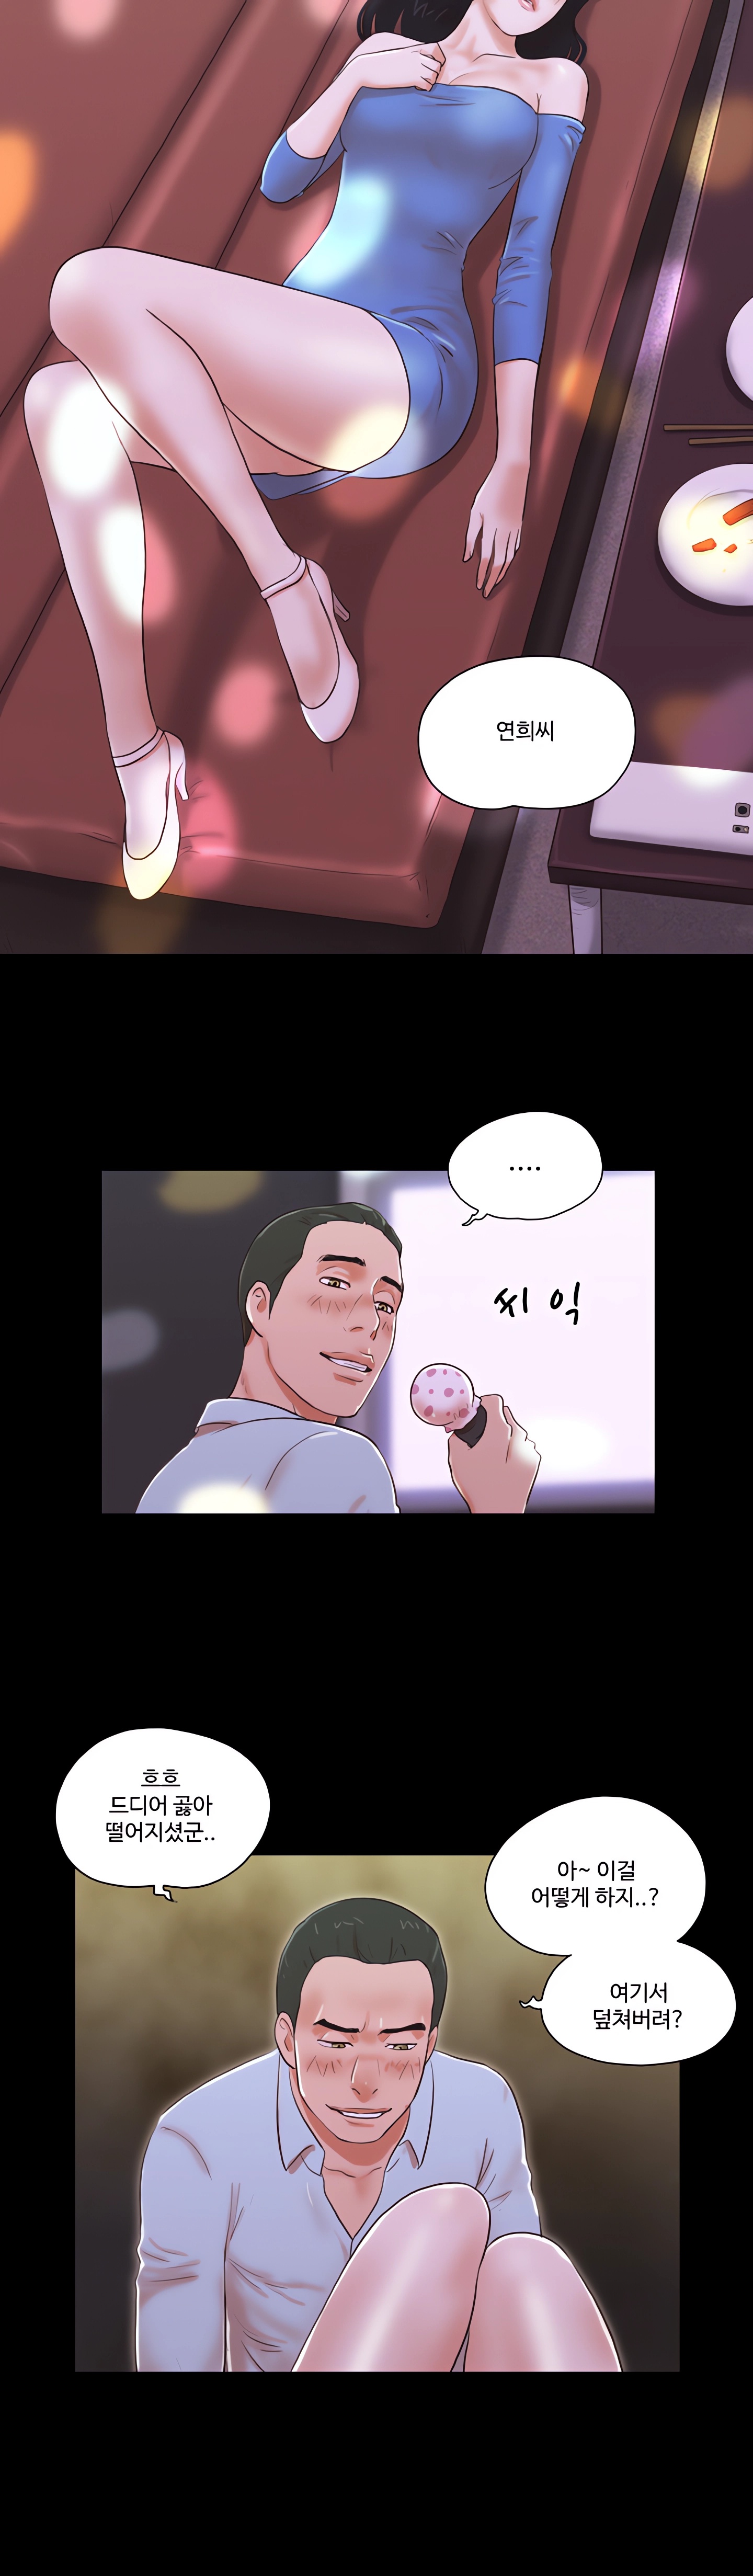 연희씨
....
씨익
흐흐
드디어 곯아
떨어지셨군..
아~ 이걸
어떻게 하지..?
여기서
덮쳐버려?